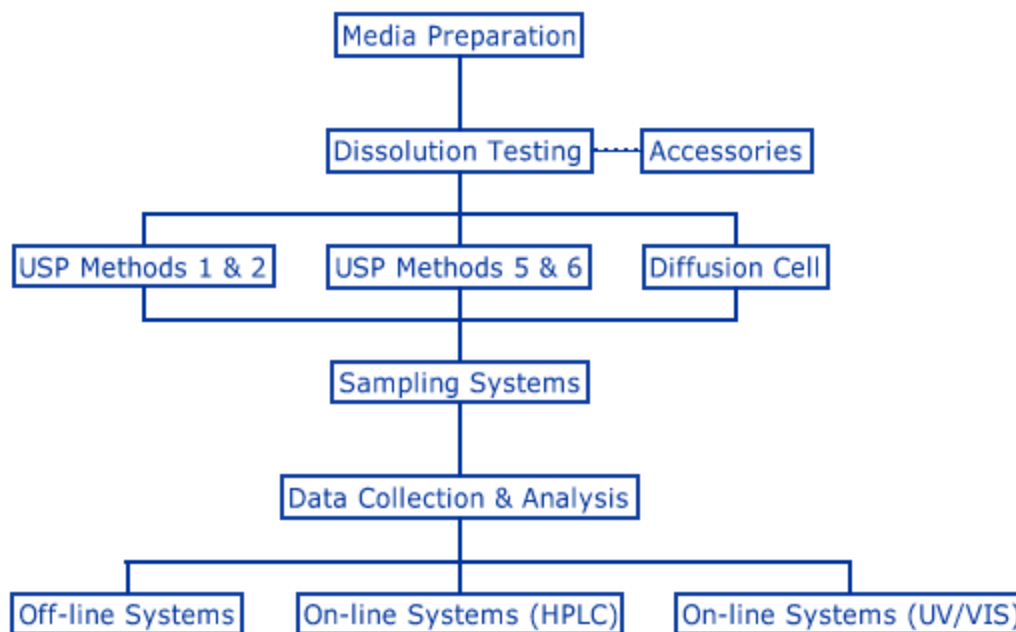 Media Preparation
Dissolution Testing
Accessories
USP Methods 1 & 2
USP Methods 5 & 6
Diffusion Cell
Sampling Systems
Data Collection & Analysis
Off-line Systems
On-line Systems (HPLC)
On-line Systems (UV/VIS)